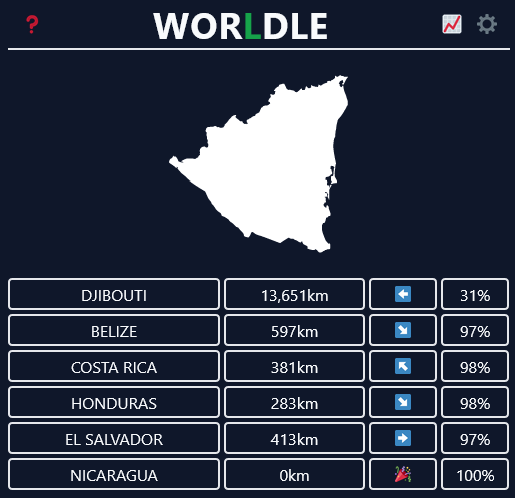 WORLDLE
DJIBOUTI 13,651km 31%
BELIZE 597km 97%
COSTA RICA 381km 98%
HONDURAS 283km 98%
EL SALVADOR 413km 97%
NICARAGUA 0km 100%